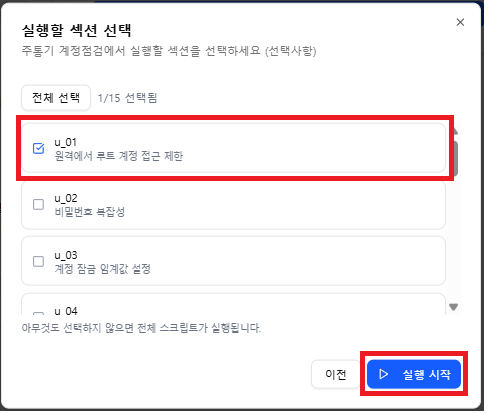 실행할 섹션 선택
주통기 계정점검에서 실행할 섹션을 선택하세요 (선택사항)
전체 선택 1/15 선택됨
u_01
원격에서 루트 계정 접근 제한
u_02
비밀번호 복잡성
u_03
계정 잠금 임계값 설정
u_04
아무것도 선택하지 않으면 전체 스크립트가 실행됩니다.
이전 실행 시작